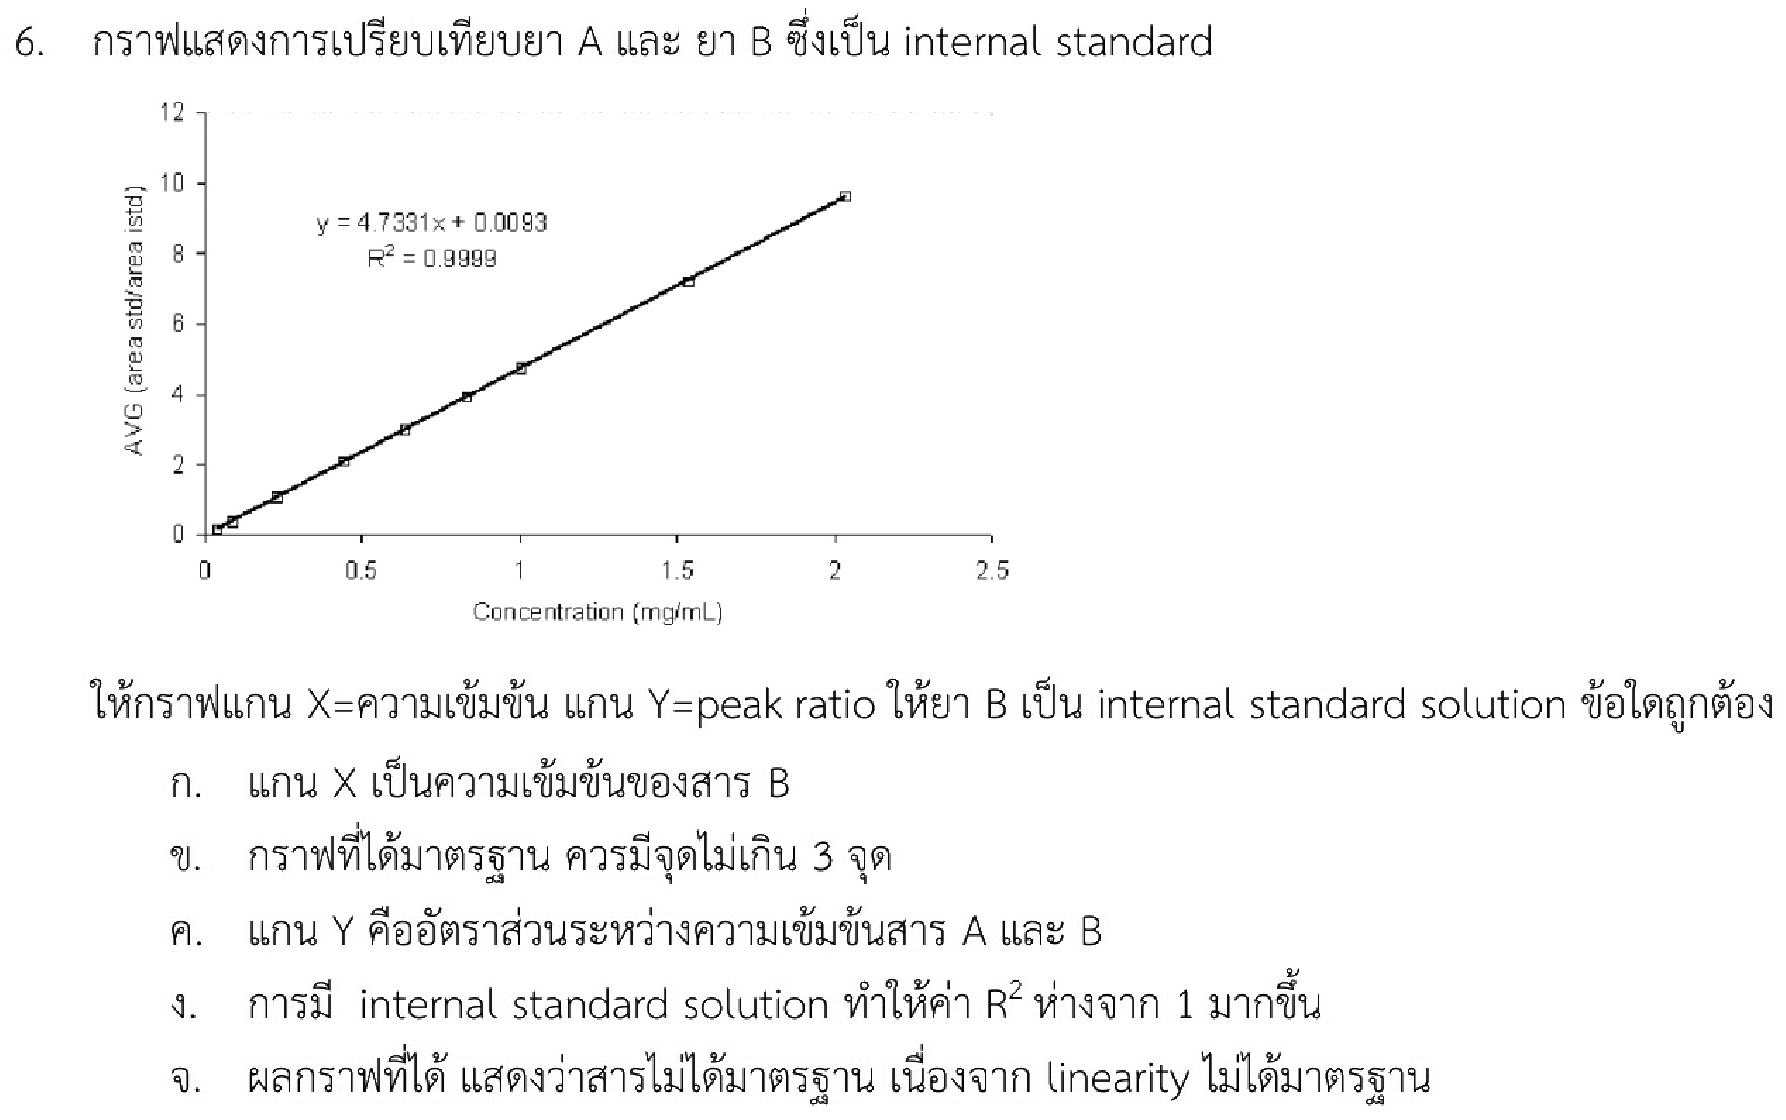 6. กราฟแสดงการเปรียบเทียบยา A และ ยา B ซึ่งเป็น internal standard
12
10
8
6
4
2
0
AVG (area std/area istd)
y = 4.7331x + 0.0093
R² = 0.9999
0 0.5 1 1.5 2 2.5
Concentration (mg/mL)
ให้กราฟแกน X=ความเข้มข้น แกน Y=peak ratio ให้ยา B เป็น internal standard solution ข้อใดถูกต้อง
ก. แกน X เป็นความเข้มข้นของสาร B
ข. กราฟที่ได้มาตรฐาน ควรมีจุดไม่เกิน 3 จุด
ค. แกน Y คืออัตราส่วนระหว่างความเข้มข้นสาร A และ B
ง. การมี internal standard solution ทำให้ค่า R² ห่างจาก 1 มากขึ้น
จ. ผลกราฟที่ได้ แสดงว่าสารไม่ได้มาตรฐาน เนื่องจาก linearity ไม่ได้มาตรฐาน